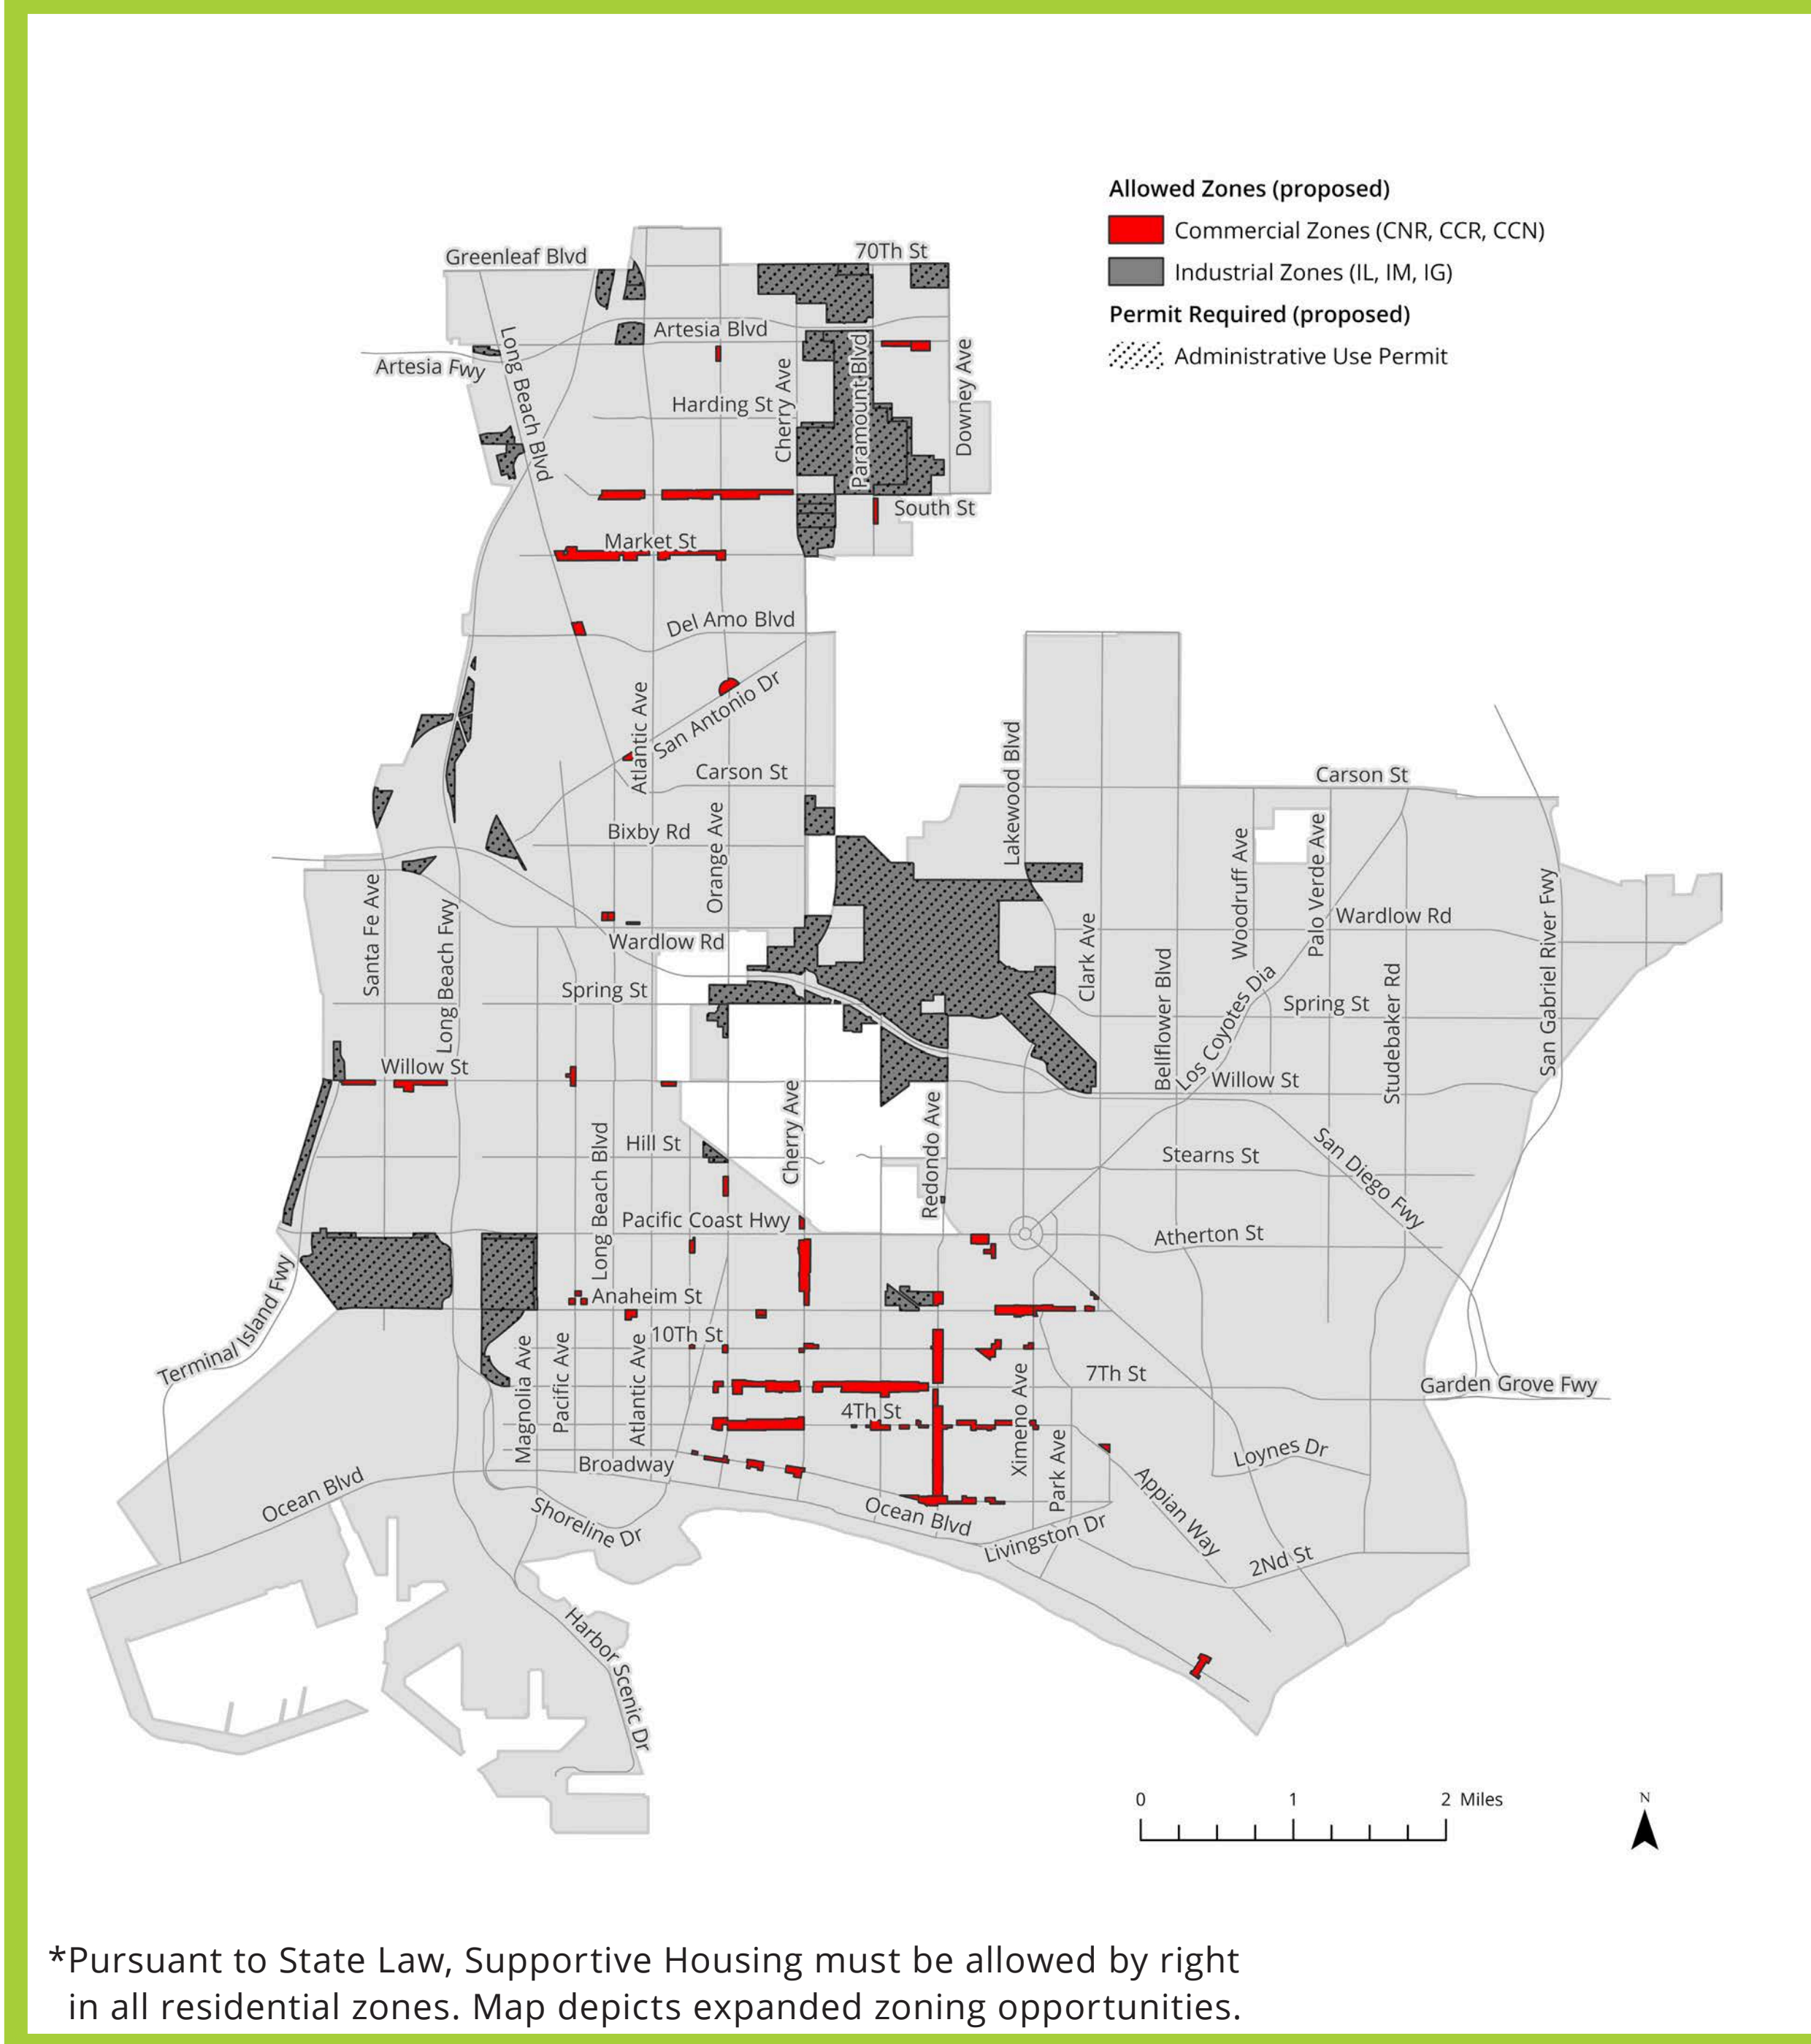 Allowed Zones (proposed)
Commercial Zones (CNR, CCR, CCN)
Industrial Zones (IL, IM, IG)
Permit Required (proposed)
Administrative Use Permit
Greenleaf Blvd
70Th St
Artesia Blvd
Artesia Fwy
Long Beach Blvd
Harding St
Cherry Ave
Paramount Blvd
Downey Ave
South St
Market St
Del Amo Blvd
San Antonio Dr
Atlantic Ave
Carson St
Lakewood Blvd
Carson St
Bixby Rd
Orange Ave
Woodruff Ave
Palo Verde Ave
Santa Fe Ave
Long Beach Fwy
Wardlow Rd
Wardlow Rd
Clark Ave
Bellflower Blvd
Los Coyotes Dia
Studebaker Rd
San Gabriel River Fwy
Spring St
Spring St
Willow St
Willow St
Cherry Ave
Redondo Ave
Hill St
Long Beach Blvd
Stearns St
San Diego Fwy
Pacific Coast Hwy
Atherton St
Terminal Island Fwy
Anaheim St
10Th St
Magnolia Ave
Pacific Ave
Atlantic Ave
7Th St
Garden Grove Fwy
4Th St
Ximeno Ave
Park Ave
Broadway
Loynes Dr
Appian Way
Ocean Blvd
Shoreline Dr
Ocean Blvd
Livingston Dr
2Nd St
Harbor Scenic Dr
0 1 2 Miles
N
*Pursuant to State Law, Supportive Housing must be allowed by right
in all residential zones. Map depicts expanded zoning opportunities.